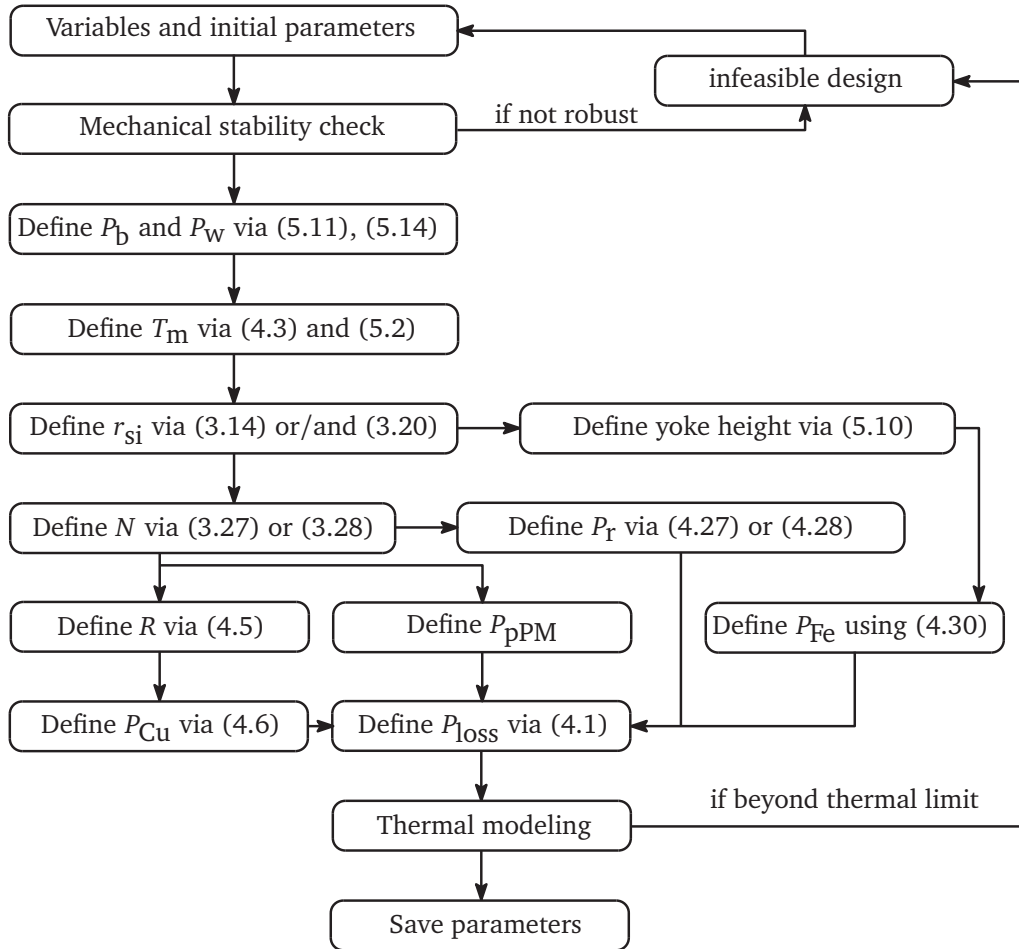 Variables and initial parameters
infeasible design
Mechanical stability check
if not robust
Define P_b and P_w via (5.11), (5.14)
Define T_m via (4.3) and (5.2)
Define r_si via (3.14) or/and (3.20)
Define yoke height via (5.10)
Define N via (3.27) or (3.28)
Define P_r via (4.27) or (4.28)
Define R via (4.5)
Define P_pPM
Define P_Fe using (4.30)
Define P_Cu via (4.6)
Define P_loss via (4.1)
if beyond thermal limit
Thermal modeling
Save parameters